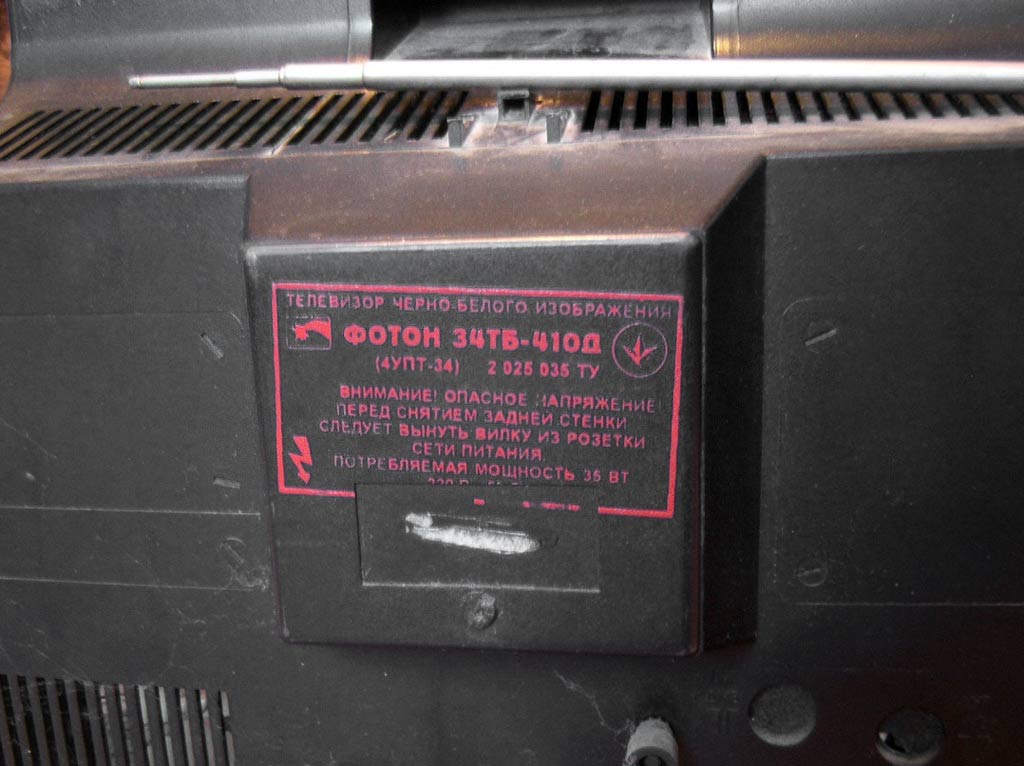 ТЕЛЕВИЗОР ЧЕРНО-БЕЛОГО ИЗОБРАЖЕНИЯ
ФОТОН 34ТБ-410Д
(4УПТ-34) 2 025 035 ТУ
ВНИМАНИЕ! ОПАСНОЕ НАПРЯЖЕНИЕ!
ПЕРЕД СНЯТИЕМ ЗАДНЕЙ СТЕНКИ
СЛЕДУЕТ ВЫНУТЬ ВИЛКУ ИЗ РОЗЕТКИ
СЕТИ ПИТАНИЯ.
ПОТРЕБЛЯЕМАЯ МОЩНОСТЬ 35 ВТ